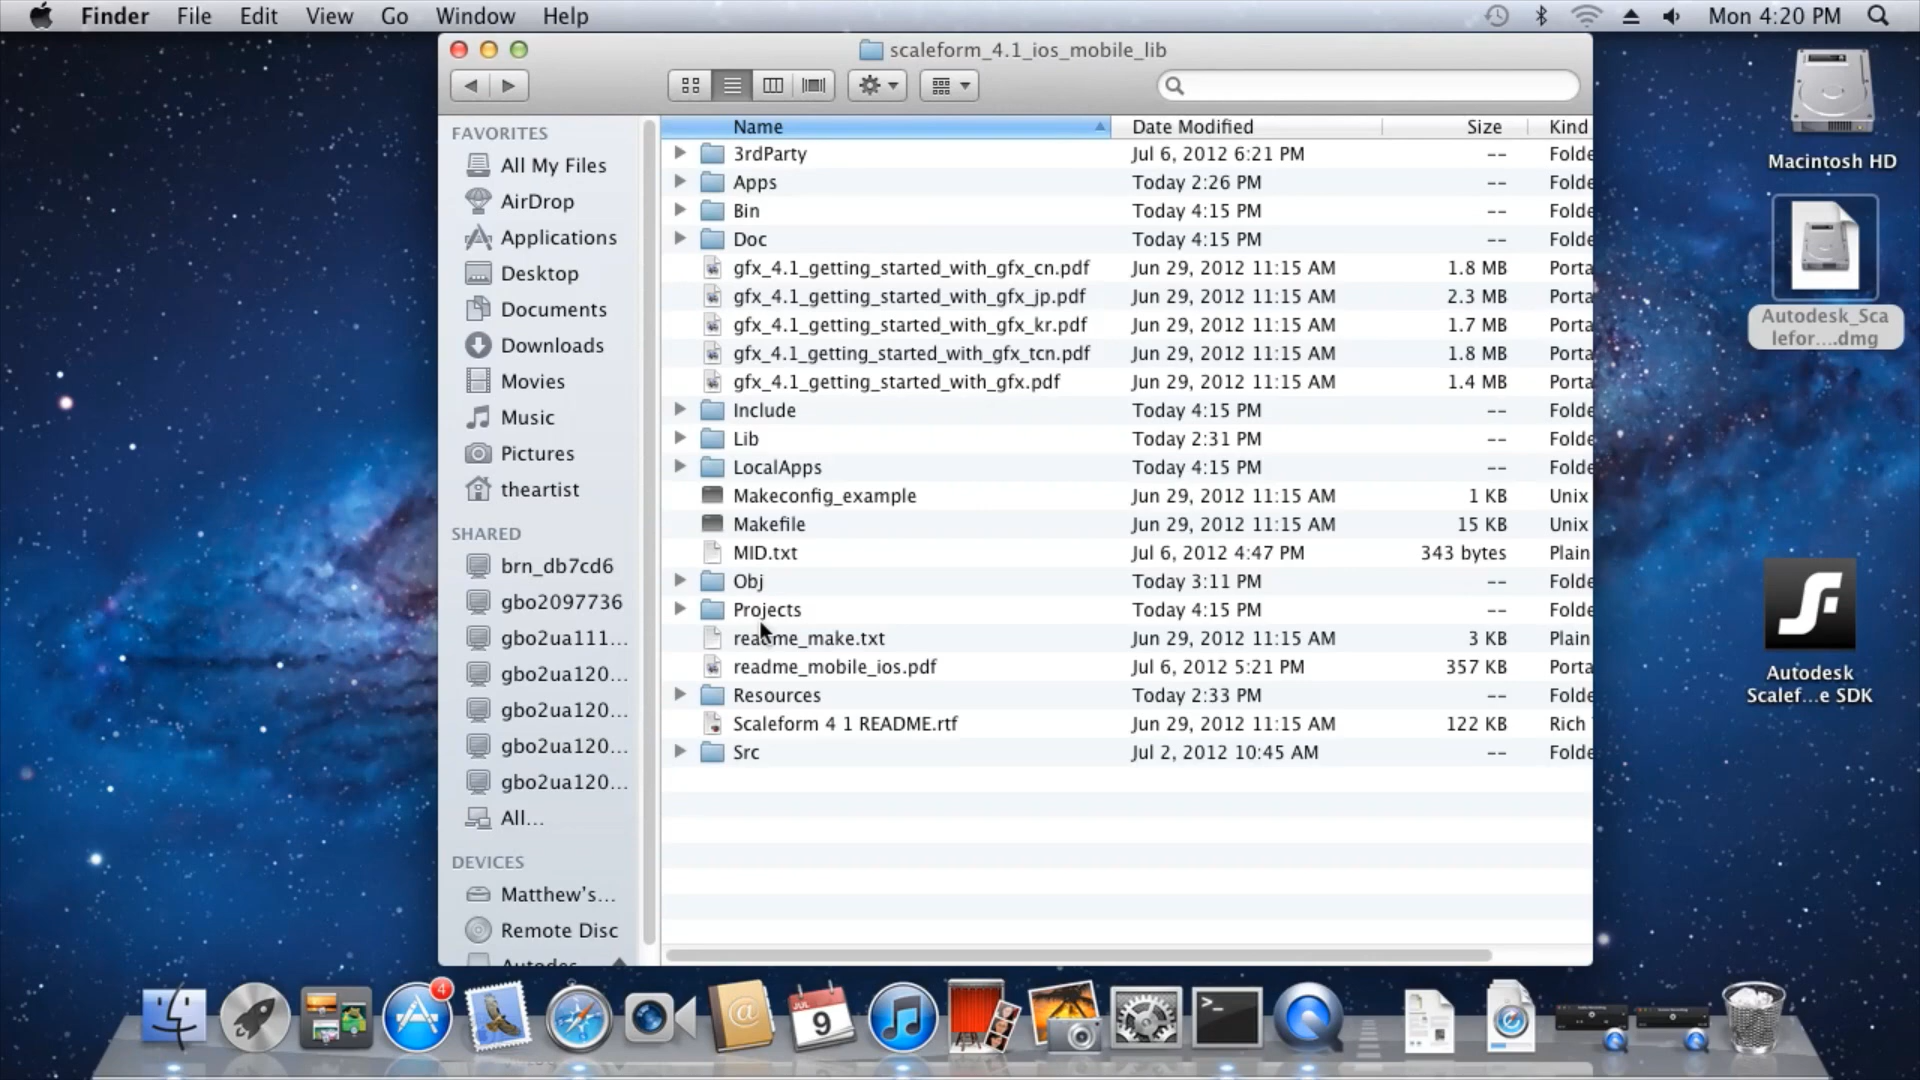 Finder File Edit View Go Window Help Mon 4:20 PM
scaleform_4.1_ios_mobile_lib
FAVORITES
All My Files
AirDrop
Applications
Desktop
Documents
Downloads
Movies
Music
Pictures
theartist
SHARED
brn_db7cd6
gbo2097736
gbo2ua111...
gbo2ua120...
gbo2ua120...
gbo2ua120...
gbo2ua120...
All...
DEVICES
Matthew's...
Remote Disc
Name Date Modified Size Kind
3rdParty Jul 6, 2012 6:21 PM -- Folde
Apps Today 2:26 PM -- Folde
Bin Today 4:15 PM -- Folde
Doc Today 4:15 PM -- Folde
gfx_4.1_getting_started_with_gfx_cn.pdf Jun 29, 2012 11:15 AM 1.8 MB Porta
gfx_4.1_getting_started_with_gfx_jp.pdf Jun 29, 2012 11:15 AM 2.3 MB Porta
gfx_4.1_getting_started_with_gfx_kr.pdf Jun 29, 2012 11:15 AM 1.7 MB Porta
gfx_4.1_getting_started_with_gfx_tcn.pdf Jun 29, 2012 11:15 AM 1.8 MB Porta
gfx_4.1_getting_started_with_gfx.pdf Jun 29, 2012 11:15 AM 1.4 MB Porta
Include Today 4:15 PM -- Folde
Lib Today 2:31 PM -- Folde
LocalApps Today 4:15 PM -- Folde
Makeconfig_example Jun 29, 2012 11:15 AM 1 KB Unix
Makefile Jun 29, 2012 11:15 AM 15 KB Unix
MID.txt Jul 6, 2012 4:47 PM 343 bytes Plain
Obj Today 3:11 PM -- Folde
Projects Today 4:15 PM -- Folde
readme_make.txt Jun 29, 2012 11:15 AM 3 KB Plain
readme_mobile_ios.pdf Jul 6, 2012 5:21 PM 357 KB Porta
Resources Today 2:33 PM -- Folde
Scaleform 4 1 README.rtf Jun 29, 2012 11:15 AM 122 KB Rich
Src Jul 2, 2012 10:45 AM -- Folde
Macintosh HD
Autodesk_Sca
lefor....dmg
Autodesk
Scalef...e SDK
4
JUL
9